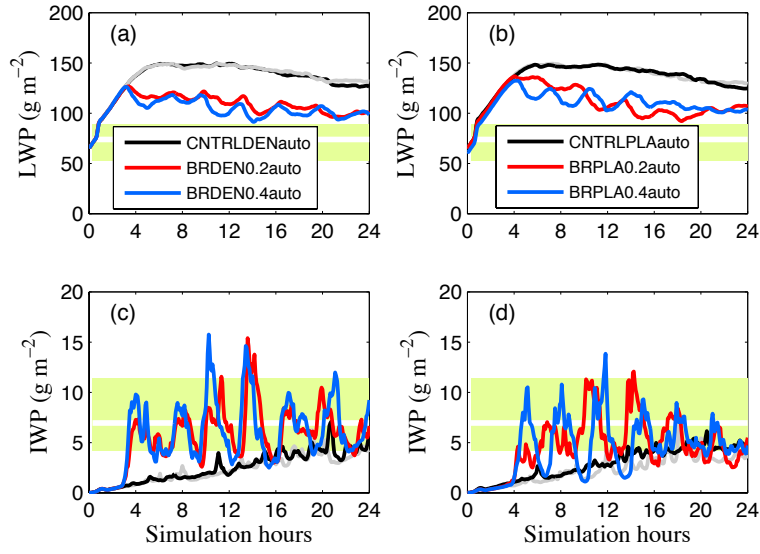 (a)
LWP (g m⁻²)
200
150
100
50
0
CNTRLDENauto
BRDEN0.2auto
BRDEN0.4auto
0 4 8 12 16 20 24
(b)
LWP (g m⁻²)
200
150
100
50
0
CNTRLPLAauto
BRPLA0.2auto
BRPLA0.4auto
0 4 8 12 16 20 24
(c)
IWP (g m⁻²)
20
15
10
5
0
0 4 8 12 16 20 24
Simulation hours
(d)
IWP (g m⁻²)
20
15
10
5
0
0 4 8 12 16 20 24
Simulation hours